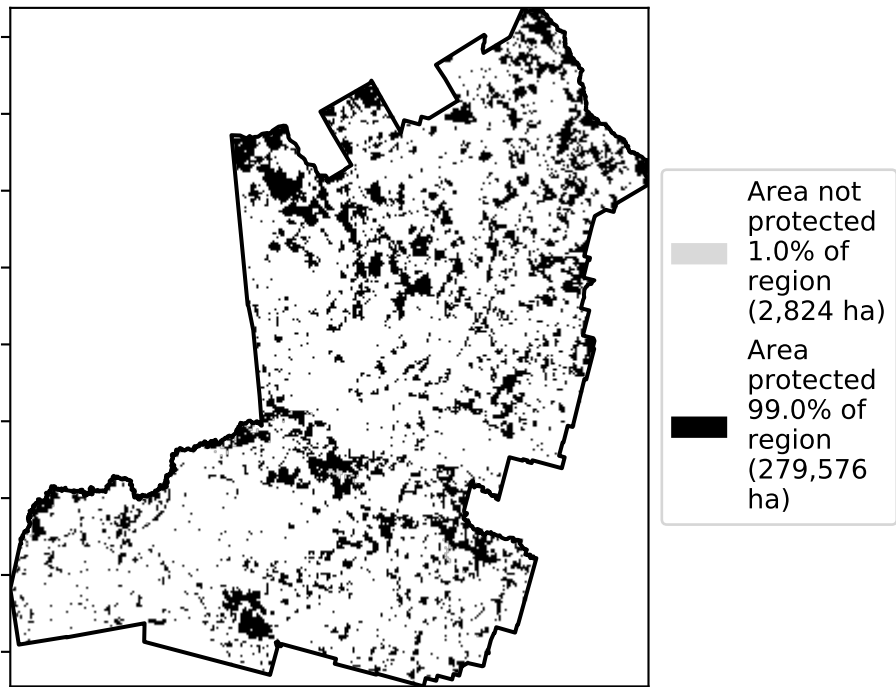 Area not
protected
1.0% of
region
(2,824 ha)
Area
protected
99.0% of
region
(279,576
ha)